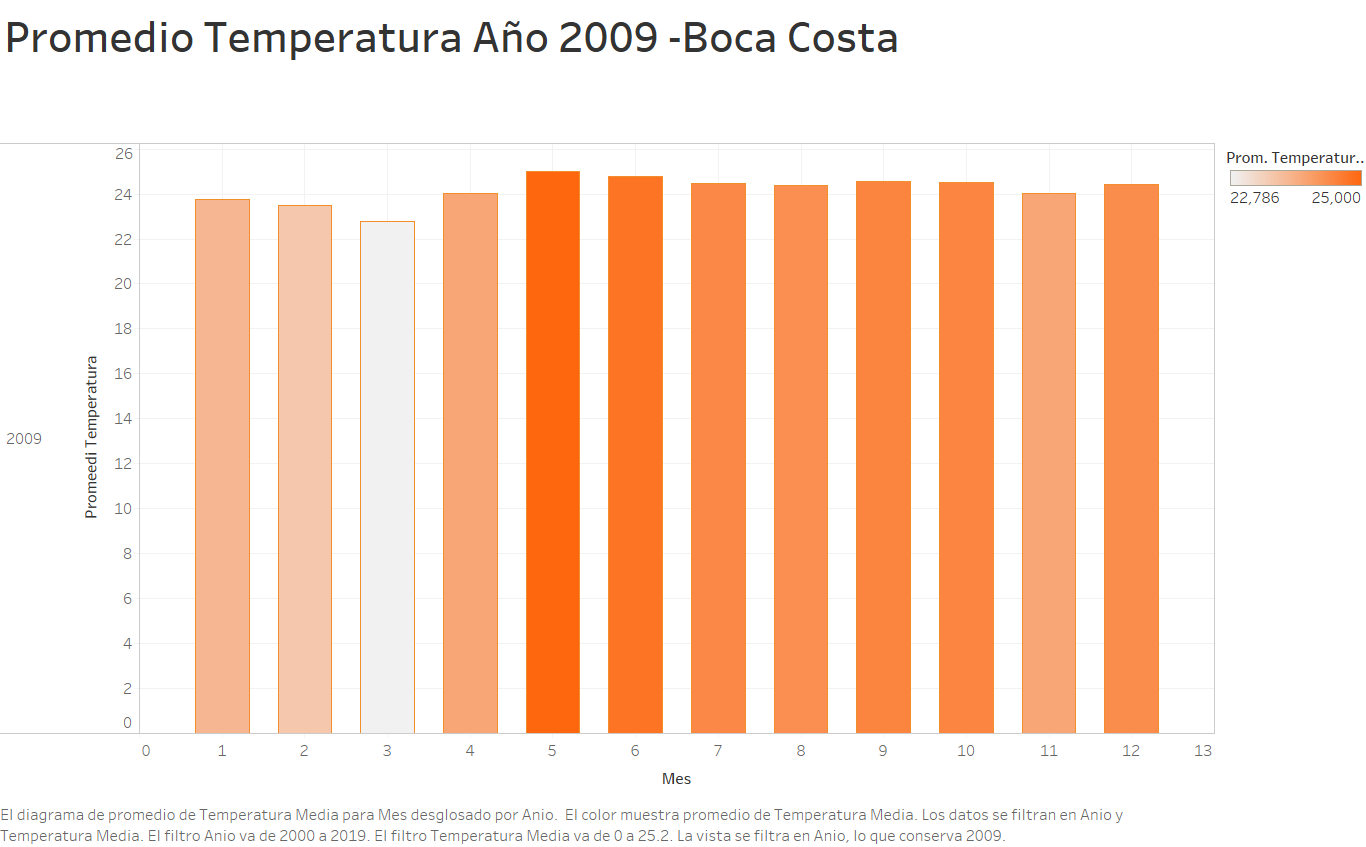 Promedio Temperatura Año 2009 -Boca Costa
Prom. Temperatur..
22,786 25,000
26
24
22
20
18
16
14
12
10
8
6
4
2
0
Promeedi Temperatura
2009
0 1 2 3 4 5 6 7 8 9 10 11 12 13
Mes
El diagrama de promedio de Temperatura Media para Mes desglosado por Anio.  El color muestra promedio de Temperatura Media. Los datos se filtran en Anio y
Temperatura Media. El filtro Anio va de 2000 a 2019. El filtro Temperatura Media va de 0 a 25.2. La vista se filtra en Anio, lo que conserva 2009.